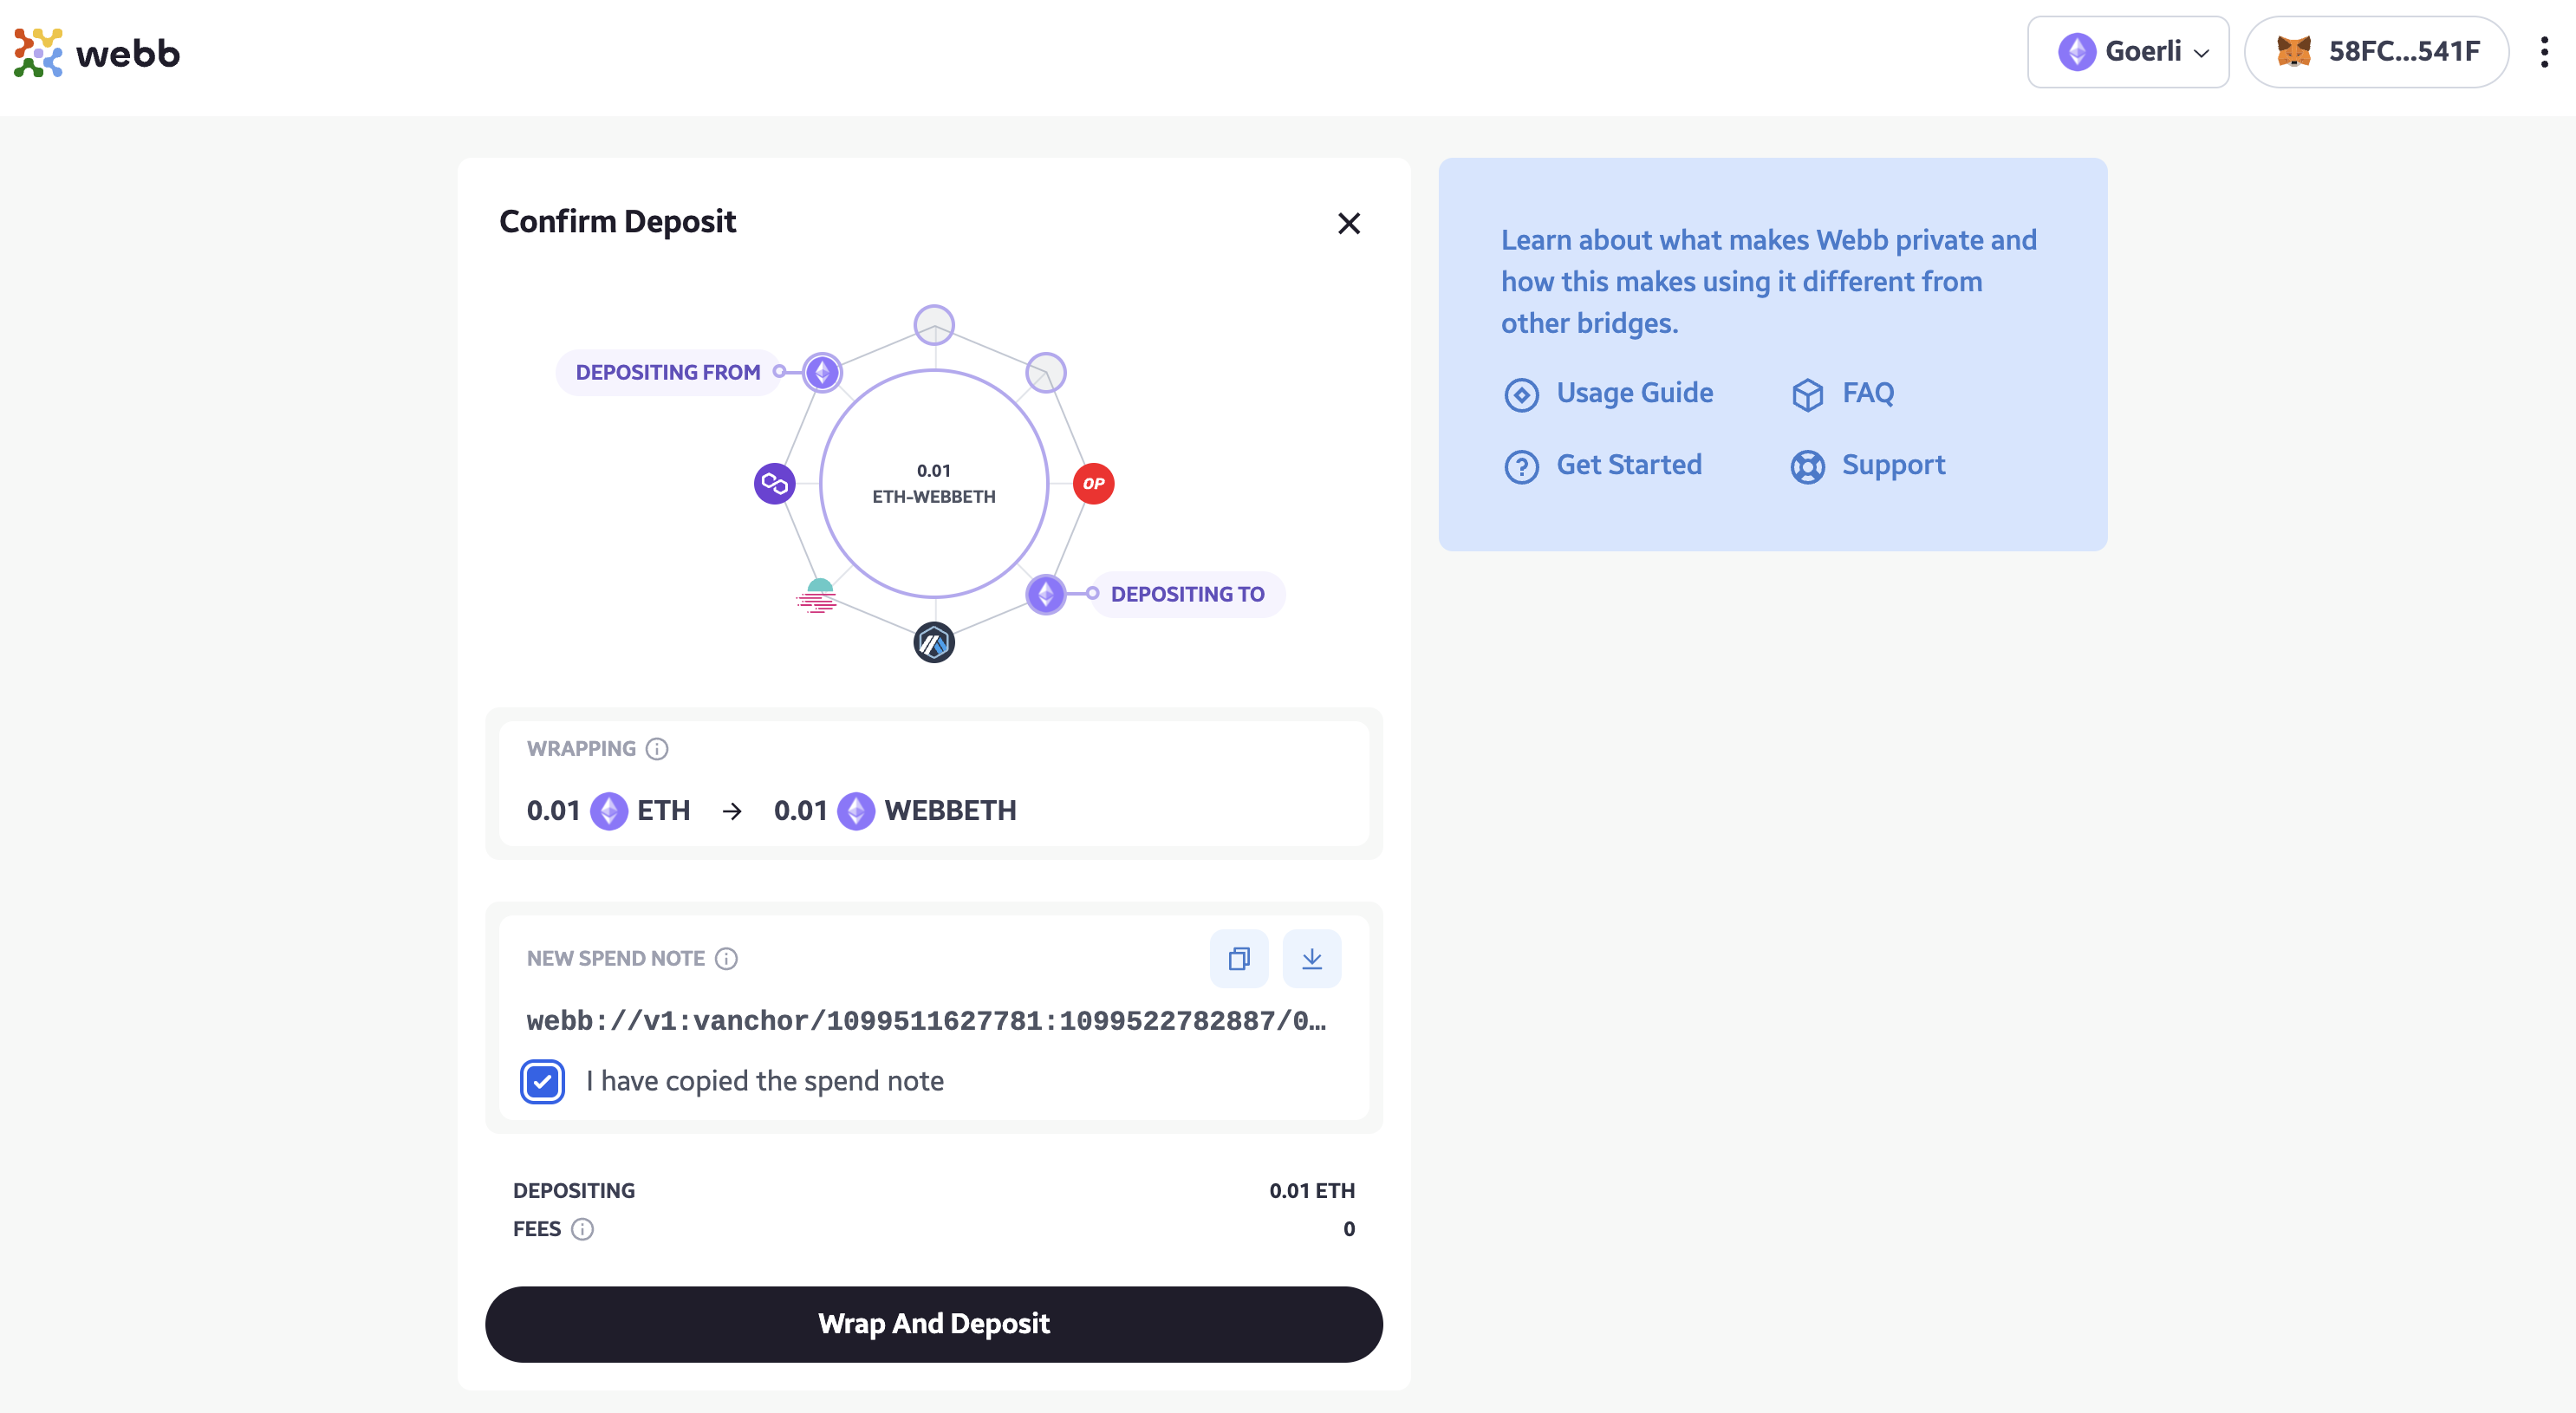 webb
Goerli
58FC...541F
Confirm Deposit
Learn about what makes Webb private and
how this makes using it different from
other bridges.
Usage Guide
FAQ
Get Started
Support
DEPOSITING FROM
0.01
ETH-WEBBETH
OP
DEPOSITING TO
WRAPPING
0.01 ETH → 0.01 WEBBETH
NEW SPEND NOTE
webb://v1:vanchor/1099511627781:1099522782887/0…
I have copied the spend note
DEPOSITING 0.01 ETH
FEES 0
Wrap And Deposit